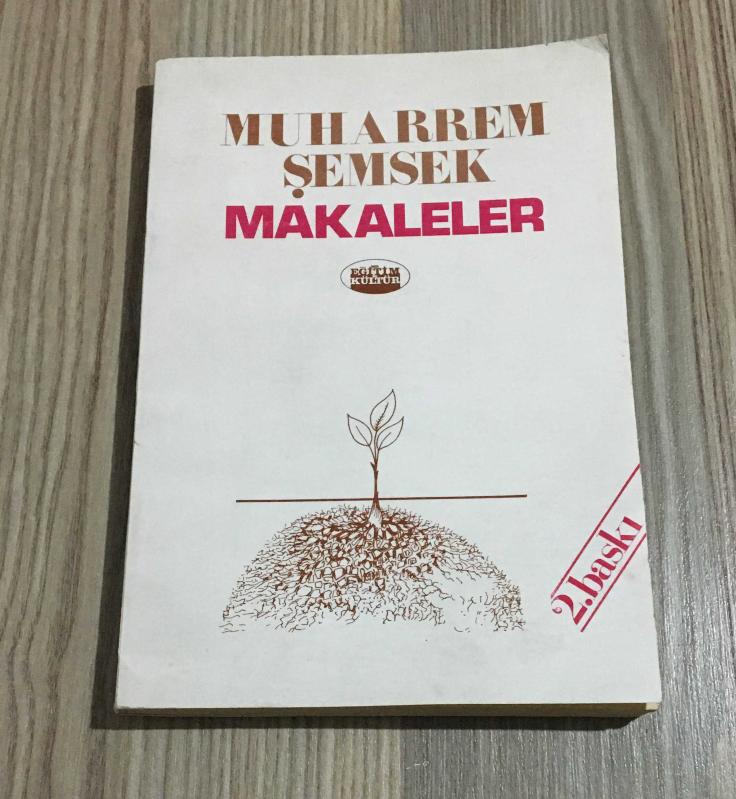 MUHARREM
ŞEMSEK
MAKALELER
EĞİTİM
KÜLTÜR
2.baskı